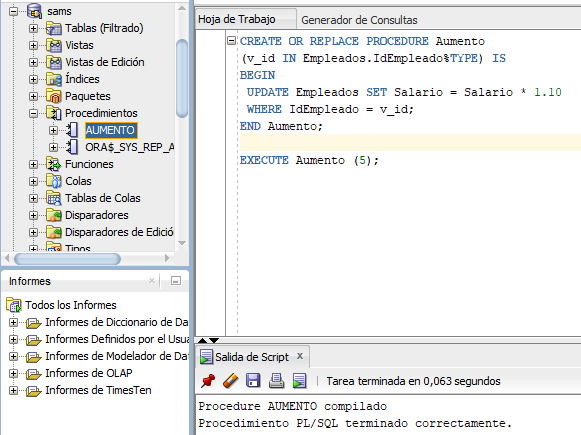 sams
Tablas (Filtrado)
Vistas
Vistas de Edición
Índices
Paquetes
Procedimientos
AUMENTO
ORA$_SYS_REP_A
Funciones
Colas
Tablas de Colas
Disparadores
Disparadores de Edició
Tipos
Informes
Todos los Informes
Informes de Diccionario de Da
Informes Definidos por el Usua
Informes de Modelador de Dat
Informes de OLAP
Informes de TimesTen
Hoja de Trabajo Generador de Consultas
CREATE OR REPLACE PROCEDURE Aumento
(v_id IN Empleados.IdEmpleado%TYPE) IS
BEGIN
UPDATE Empleados SET Salario = Salario * 1.10
WHERE IdEmpleado = v_id;
END Aumento;
EXECUTE Aumento (5);
Salida de Script x
Tarea terminada en 0,063 segundos
Procedure AUMENTO compilado
Procedimiento PL/SQL terminado correctamente.